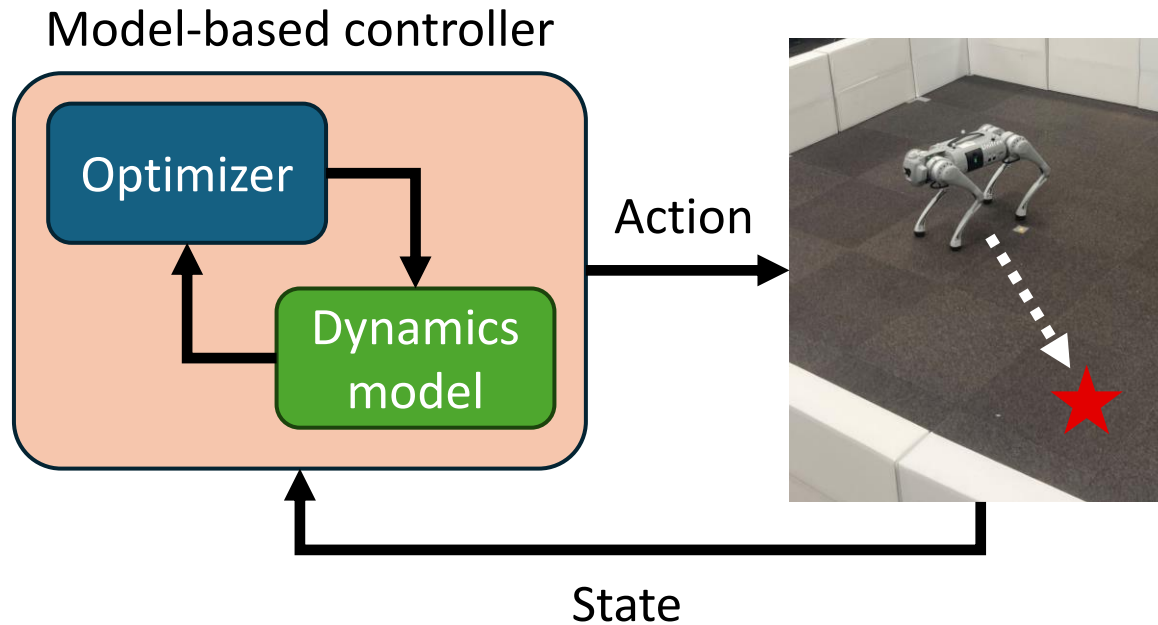 Model-based controller
Optimizer
Dynamics
model
Action
State